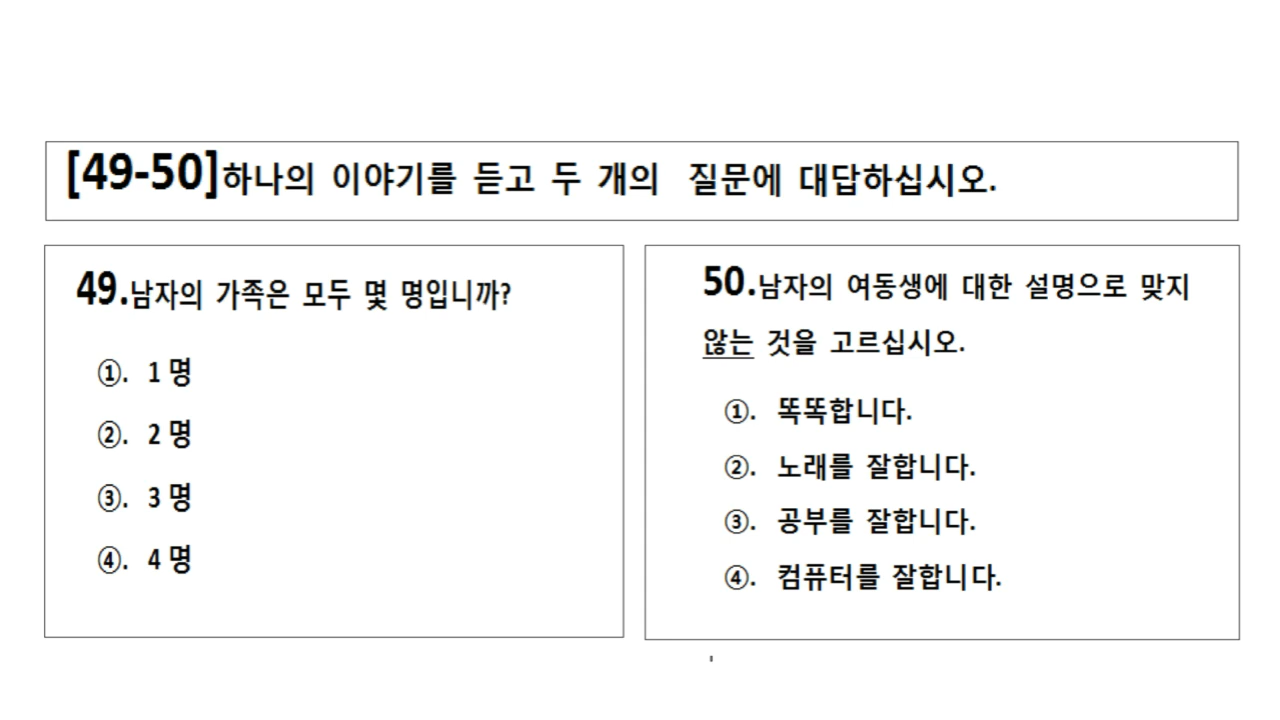 [49-50]하나의 이야기를 듣고 두 개의 질문에 대답하십시오.
49.남자의 가족은 모두 몇 명입니까?
①. 1 명
②. 2 명
③. 3 명
④. 4 명
50.남자의 여동생에 대한 설명으로 맞지
않는 것을 고르십시오.
①. 똑똑합니다.
②. 노래를 잘합니다.
③. 공부를 잘합니다.
④. 컴퓨터를 잘합니다.